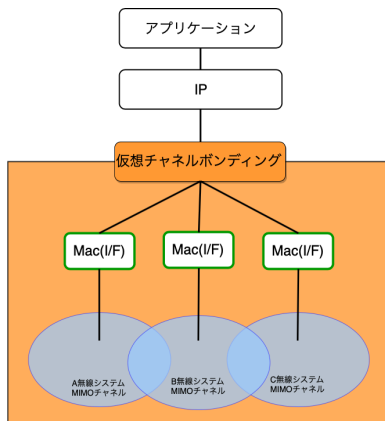 アプリケーション
IP
仮想チャネルボンディング
Mac(I/F)
Mac(I/F)
Mac(I/F)
A無線システム
MIMOチャネル
B無線システム
MIMOチャネル
C無線システム
MIMOチャネル